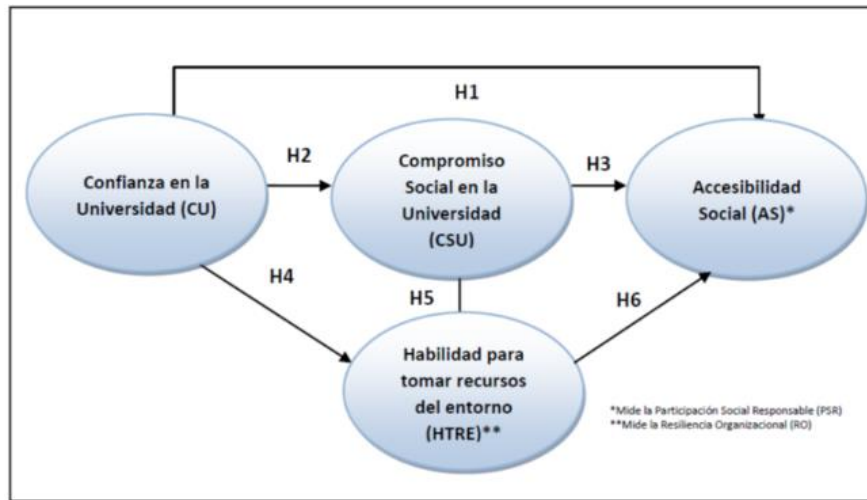 H1
Confianza en la
Universidad (CU)
H2
Compromiso
Social en la
Universidad
(CSU)
H3
Accesibilidad
Social (AS)*
H4
H5
H6
Habilidad para
tomar recursos
del entorno
(HTRE)**
*Mide la Participación Social Responsable (PSR)
**Mide la Resiliencia Organizacional (RO)